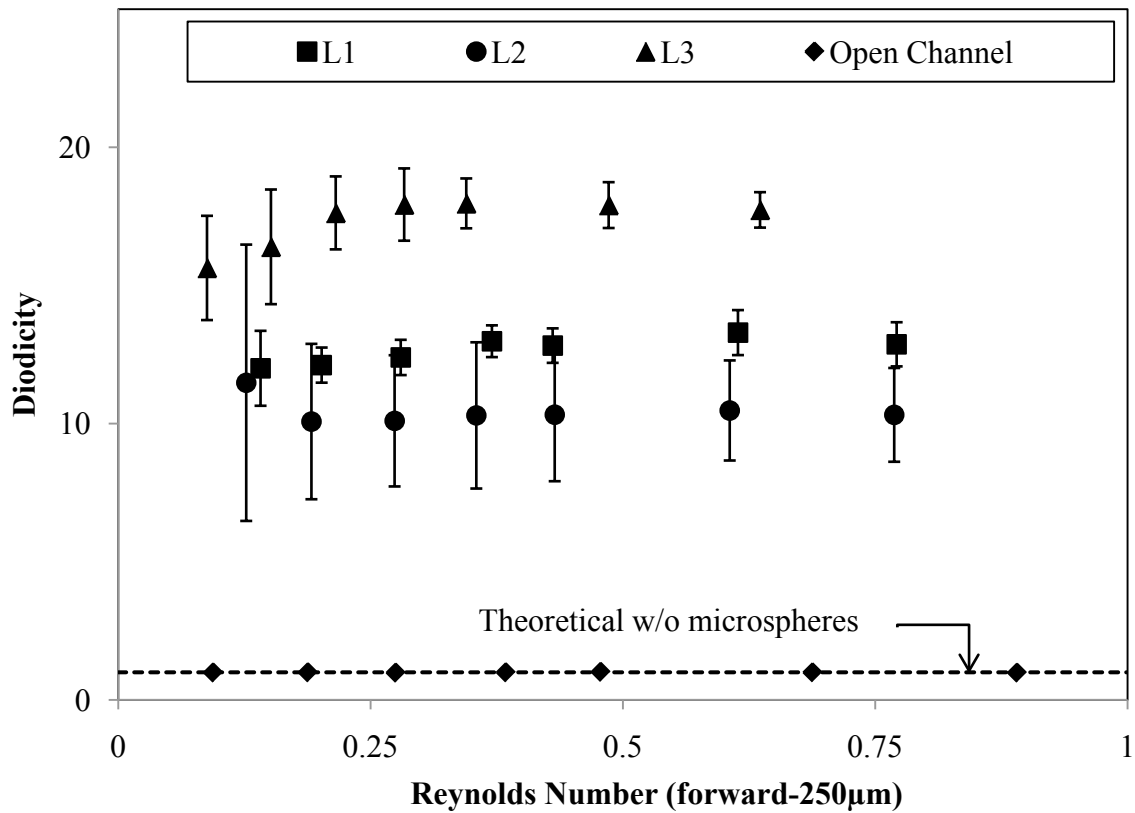 L1 L2 L3 Open Channel
20
10
0
Diodicity
Theoretical w/o microspheres
0 0.25 0.5 0.75 1
Reynolds Number (forward-250µm)